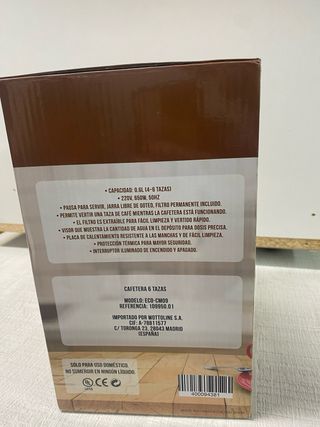 • CAPACIDAD: 0.6L (4-6 TAZAS)
• 220V, 650W, 50HZ
• PAUSA PARA SERVIR, JARRA LIBRE DE GOTEO, FILTRO PERMANENTE INCLUIDO.
• PERMITE VERTIR UNA TAZA DE CAFÉ MIENTRAS LA CAFETERA ESTÁ FUNCIONANDO.
• EL FILTRO ES EXTRAÍBLE PARA FÁCIL LIMPIEZA Y VERTIDO RÁPIDO.
• VISOR QUE MUESTRA LA CANTIDAD DE AGUA EN EL DEPÓSITO PARA DOSIS PRECISA.
• PLACA DE CALENTAMIENTO RESISTENTE A LAS MANCHAS Y DE FÁCIL LIMPIEZA.
• PROTECCIÓN TÉRMICA PARA MAYOR SEGURIDAD.
• INTERRUPTOR ILUMINADO DE ENCENDIDO Y APAGADO.
CAFETERA 6 TAZAS
MODELO: ECO-CM09
REFERENCIA: 109950.01
IMPORTADO POR MOTTOLINE S.A.
CIF: A-78811577
C/ TORONGA 23, 28043 MADRID
(ESPAÑA)
SOLO PARA USO DOMÉSTICO.
NO SUMERGIR EN NINGÚN LÍQUIDO.
CE
400094381